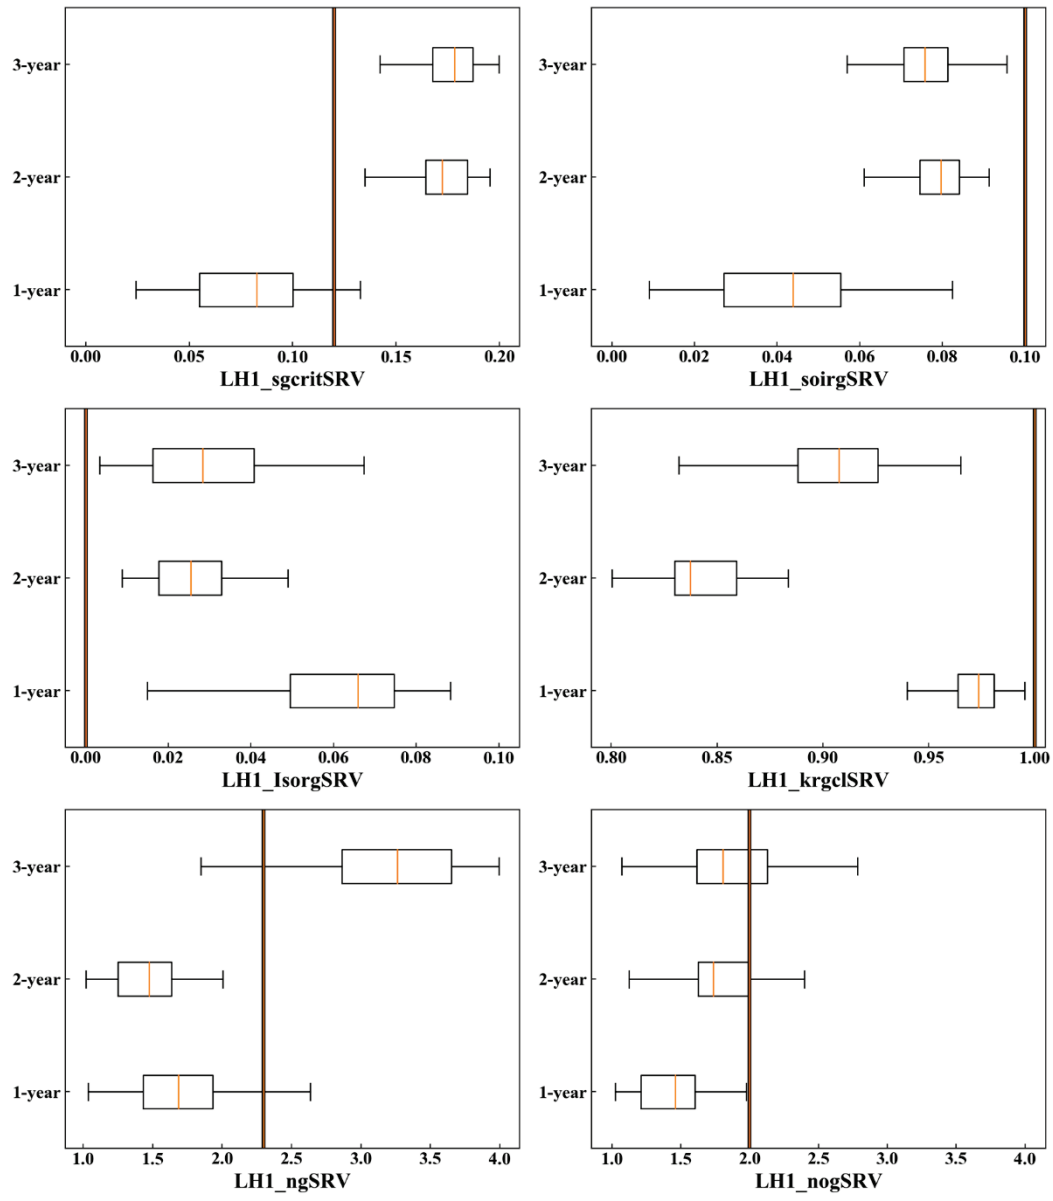 3-year
2-year
1-year
0.00 0.05 0.10 0.15 0.20
LH1_sgcritSRV
3-year
2-year
1-year
0.00 0.02 0.04 0.06 0.08 0.10
LH1_soirgSRV
3-year
2-year
1-year
0.00 0.02 0.04 0.06 0.08 0.10
LH1_IsorgSRV
3-year
2-year
1-year
0.80 0.85 0.90 0.95 1.00
LH1_krgclSRV
3-year
2-year
1-year
1.0 1.5 2.0 2.5 3.0 3.5 4.0
LH1_ngSRV
3-year
2-year
1-year
1.0 1.5 2.0 2.5 3.0 3.5 4.0
LH1_nogSRV